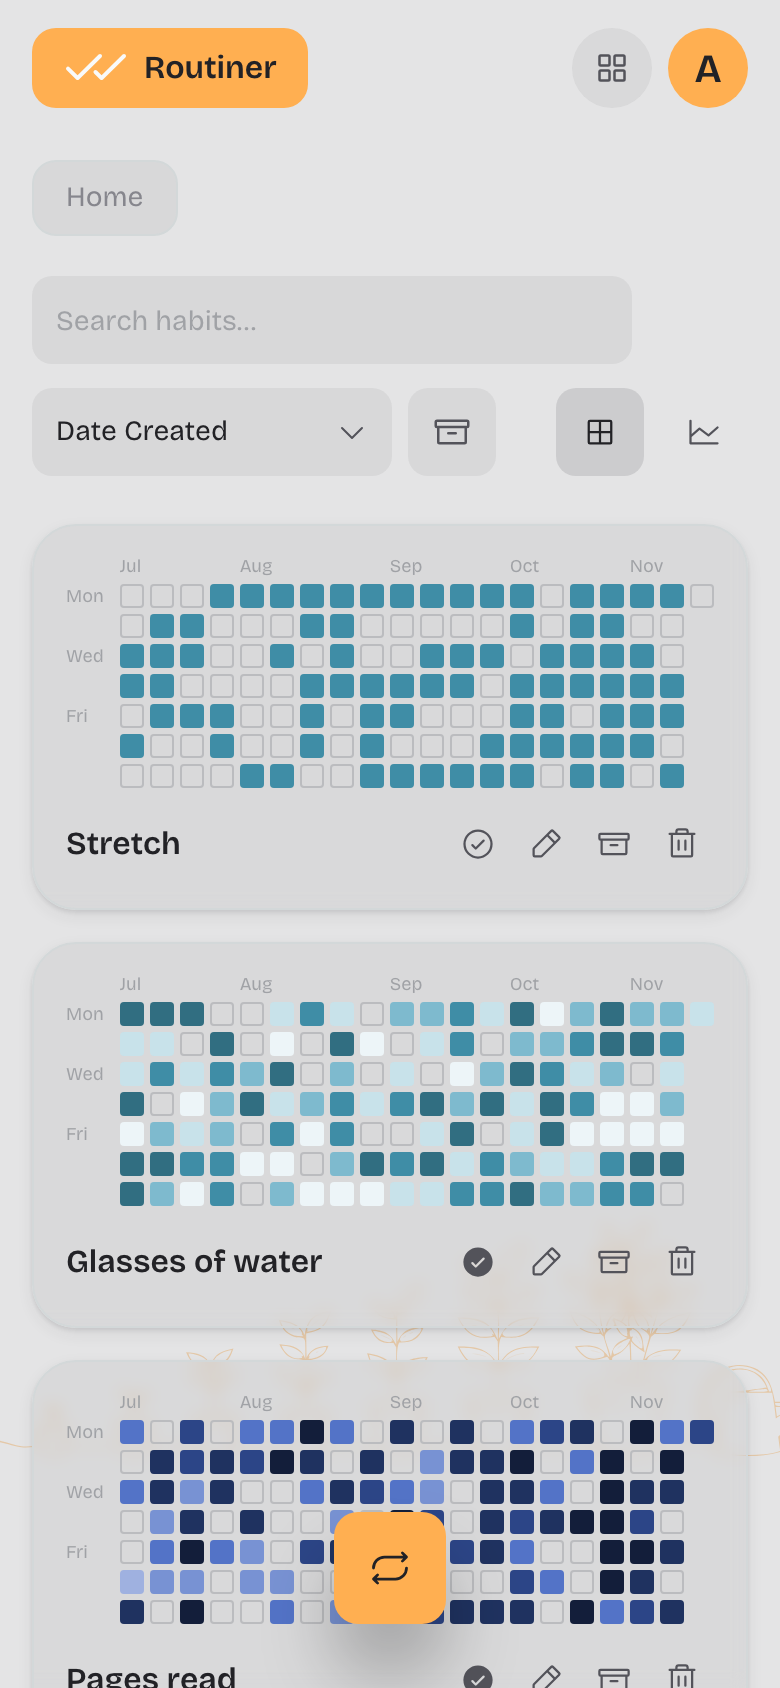 Routiner
A
Home
Search habits...
Date Created
Jul Aug Sep Oct Nov
Mon
Wed
Fri
Stretch
Jul Aug Sep Oct Nov
Mon
Wed
Fri
Glasses of water
Jul Aug Sep Oct Nov
Mon
Wed
Fri
Pages read